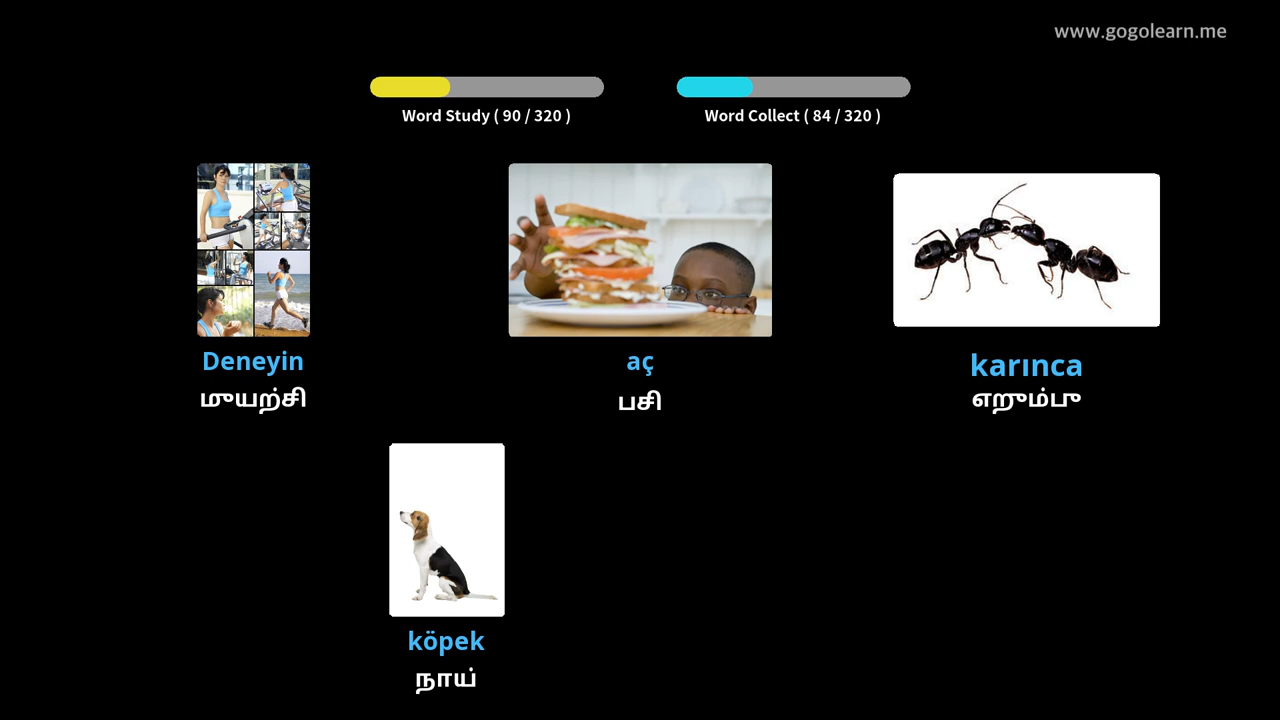 www.gogolearn.me
Word Study ( 90 / 320 )
Word Collect ( 84 / 320 )
Deneyin
முயற்சி
aç
பசி
karınca
எறும்பு
köpek
நாய்